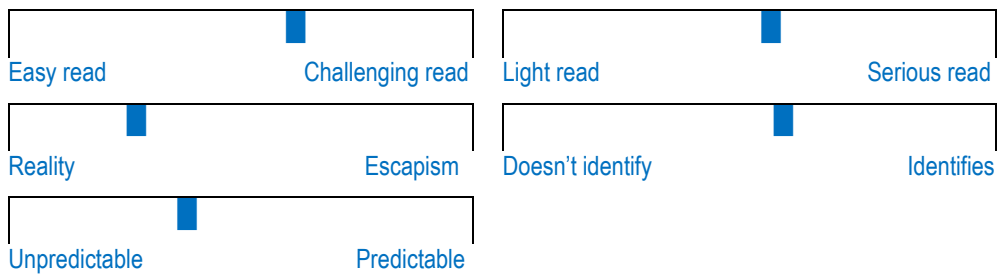 Easy read Challenging read Light read Serious read
Reality Escapism Doesn't identify Identifies
Unpredictable Predictable